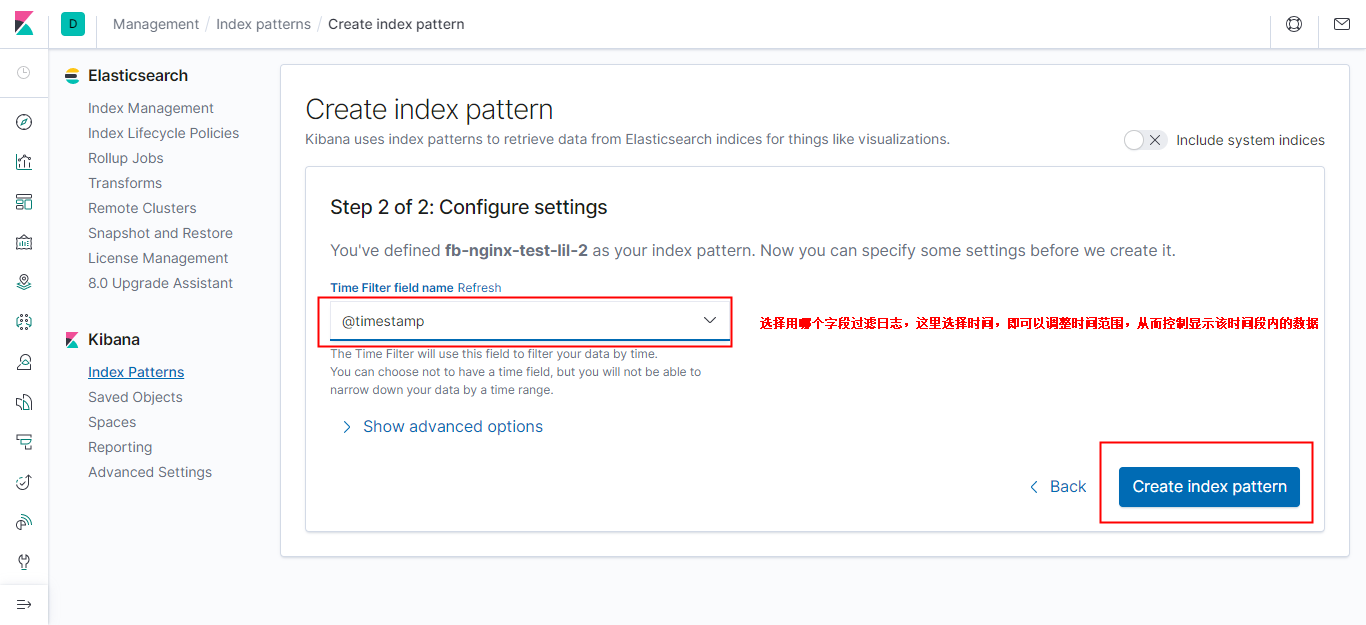 D
Management / Index patterns / Create index pattern
Elasticsearch
Index Management
Index Lifecycle Policies
Rollup Jobs
Transforms
Remote Clusters
Snapshot and Restore
License Management
8.0 Upgrade Assistant
Kibana
Index Patterns
Saved Objects
Spaces
Reporting
Advanced Settings
Create index pattern
Kibana uses index patterns to retrieve data from Elasticsearch indices for things like visualizations.
Include system indices
Step 2 of 2: Configure settings
You've defined fb-nginx-test-lil-2 as your index pattern. Now you can specify some settings before we create it.
Time Filter field name Refresh
@timestamp
选择用哪个字段过滤日志，这里选择时间，即可以调整时间范围，从而控制显示该时间段内的数据
The Time Filter will use this field to filter your data by time.
You can choose not to have a time field, but you will not be able to
narrow down your data by a time range.
Show advanced options
Back
Create index pattern